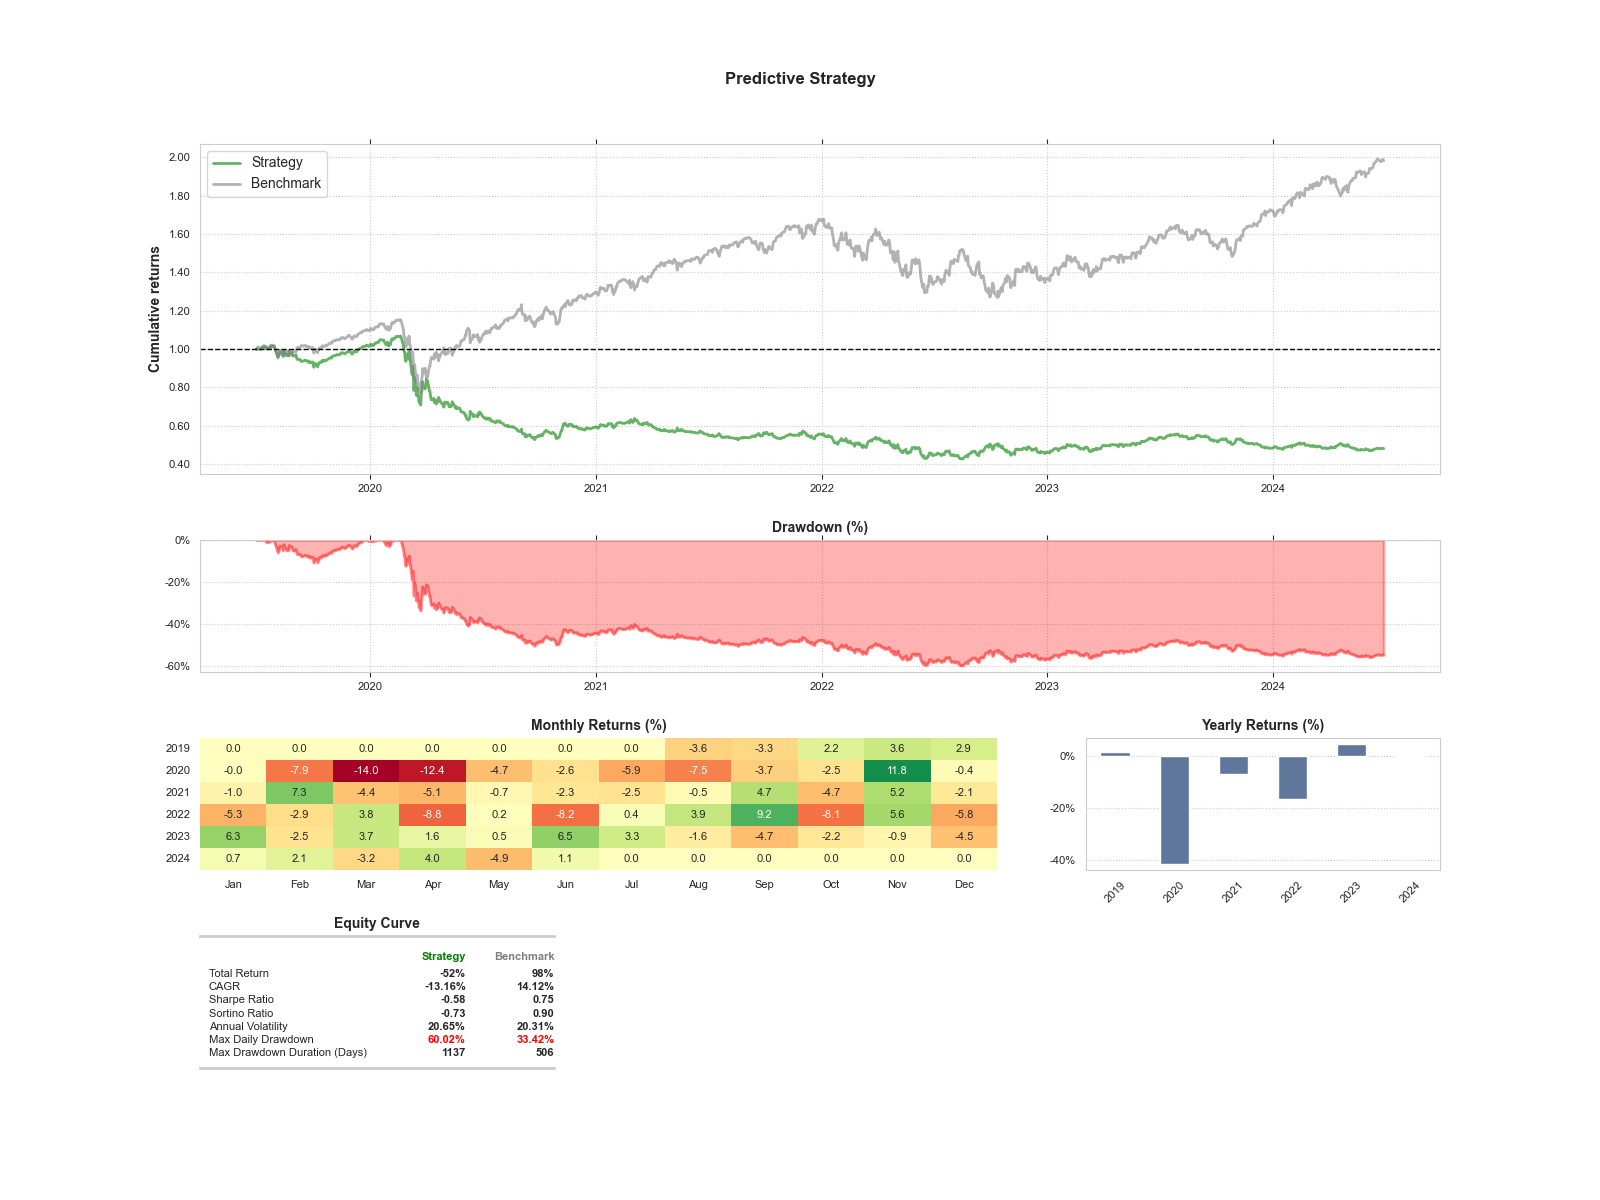 Predictive Strategy
Strategy
Benchmark
Cumulative returns
2.00
1.80
1.60
1.40
1.20
1.00
0.80
0.60
0.40
2020 2021 2022 2023 2024
Drawdown (%)
0%
-20%
-40%
-60%
2020 2021 2022 2023 2024
Monthly Returns (%)
2019 0.0 0.0 0.0 0.0 0.0 0.0 0.0 -3.6 -3.3 2.2 3.6 2.9
2020 -0.0 -7.9 -14.0 -12.4 -4.7 -2.6 -5.9 -7.5 -3.7 -2.5 11.8 -0.4
2021 -1.0 7.3 -4.4 -5.1 -0.7 -2.3 -2.5 -0.5 4.7 -4.7 5.2 -2.1
2022 -5.3 -2.9 3.8 -8.8 0.2 -8.2 0.4 3.9 9.2 -8.1 5.6 -5.8
2023 6.3 -2.5 3.7 1.6 0.5 6.5 3.3 -1.6 -4.7 -2.2 -0.9 -4.5
2024 0.7 2.1 -3.2 4.0 -4.9 1.1 0.0 0.0 0.0 0.0 0.0 0.0
Jan Feb Mar Apr May Jun Jul Aug Sep Oct Nov Dec
Yearly Returns (%)
0%
-20%
-40%
2019 2020 2021 2022 2023 2024
Equity Curve
Strategy Benchmark
Total Return -52% 98%
CAGR -13.16% 14.12%
Sharpe Ratio -0.58 0.75
Sortino Ratio -0.73 0.90
Annual Volatility 20.65% 20.31%
Max Daily Drawdown 60.02% 33.42%
Max Drawdown Duration (Days) 1137 506